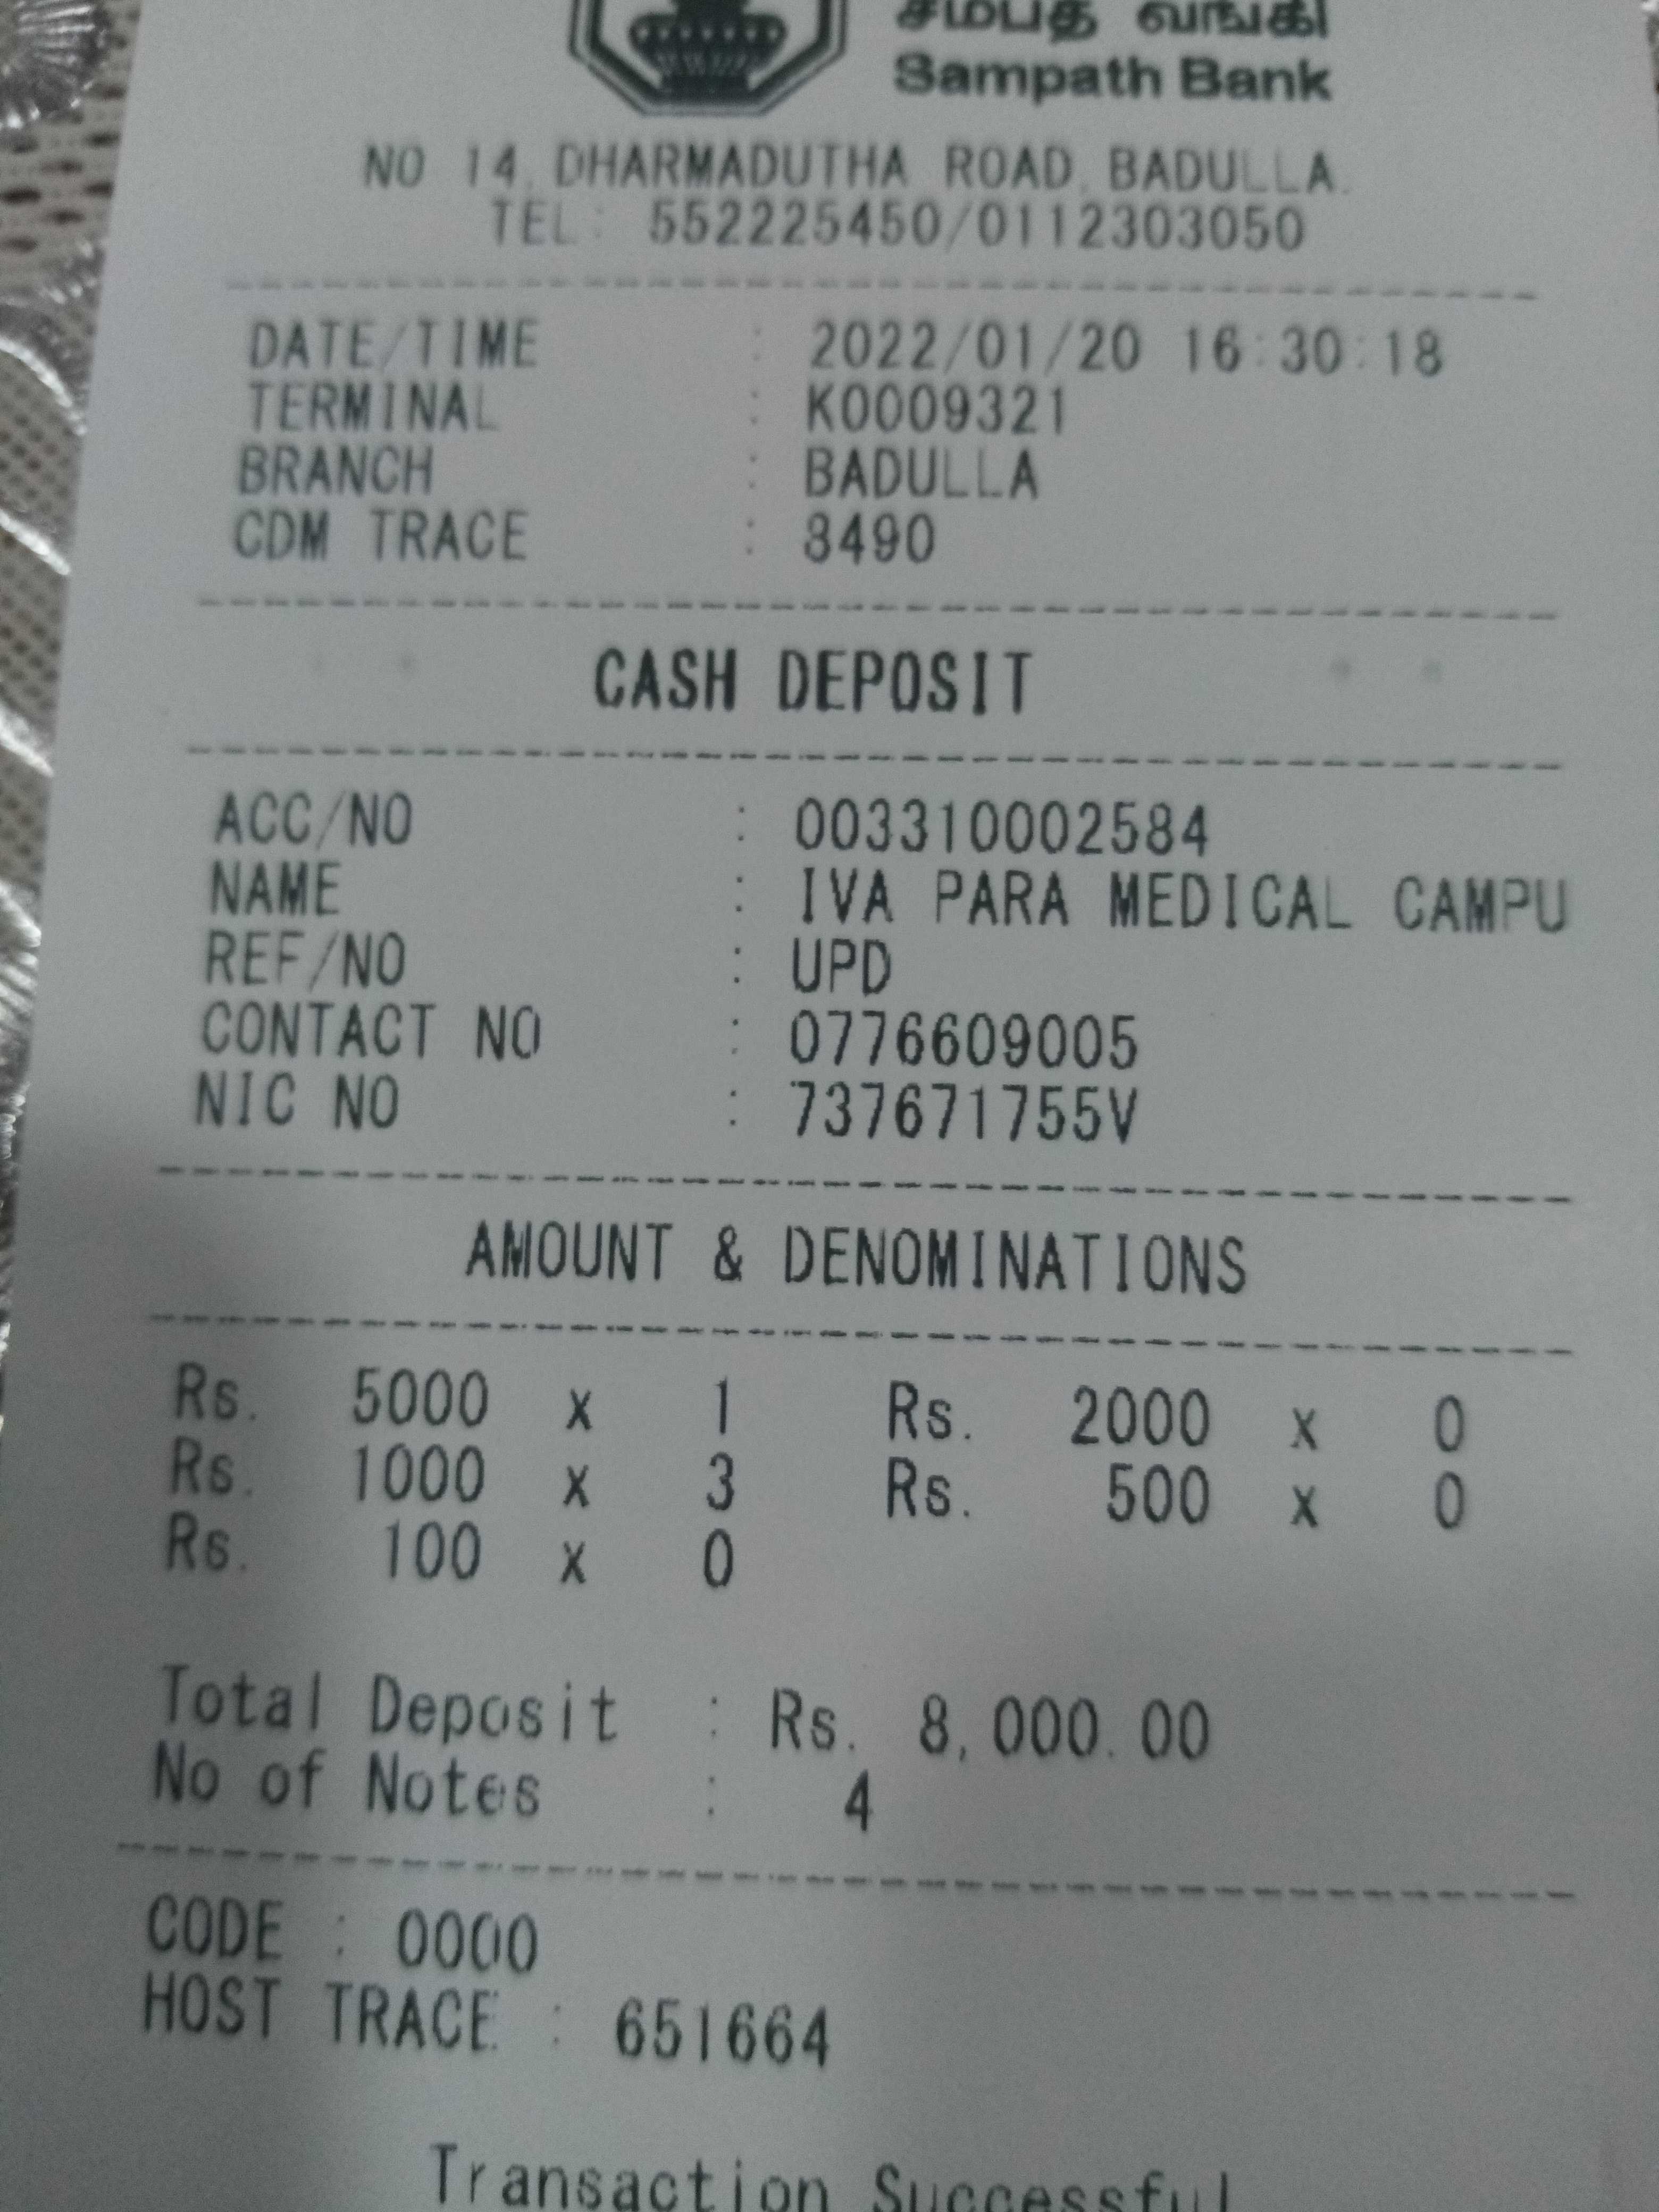 சம்பத் வங்கி
Sampath Bank
NO 14, DHARMADUTHA ROAD, BADULLA.
TEL: 552225450/0112303050
DATE/TIME : 2022/01/20 16:30:18
TERMINAL : K0009321
BRANCH : BADULLA
CDM TRACE : 8490
CASH DEPOSIT
ACC/NO : 003310002584
NAME : IVA PARA MEDICAL CAMPU
REF/NO : UPD
CONTACT NO : 0776609005
NIC NO : 737671755V
AMOUNT & DENOMINATIONS
Rs. 5000 x 1 Rs. 2000 x 0
Rs. 1000 x 3 Rs. 500 x 0
Rs. 100 x 0
Total Deposit : Rs. 8,000.00
No of Notes : 4
CODE : 0000
HOST TRACE : 651664
Transaction Successful